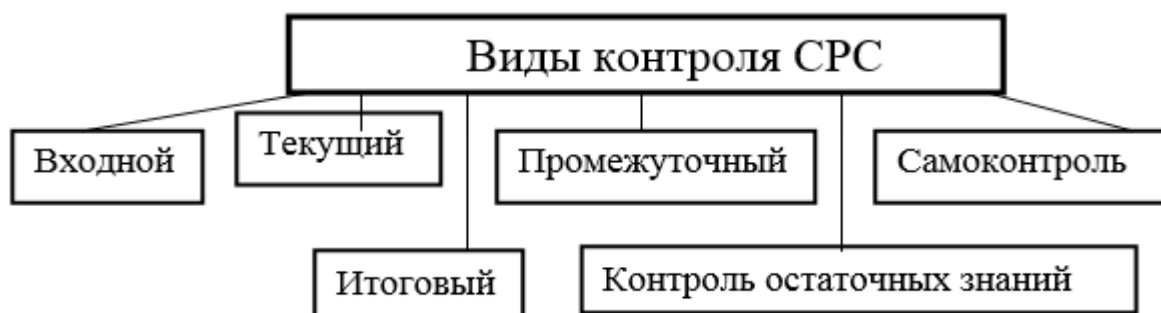 Виды контроля СРС
Входной
Текущий
Промежуточный
Самоконтроль
Итоговый
Контроль остаточных знаний